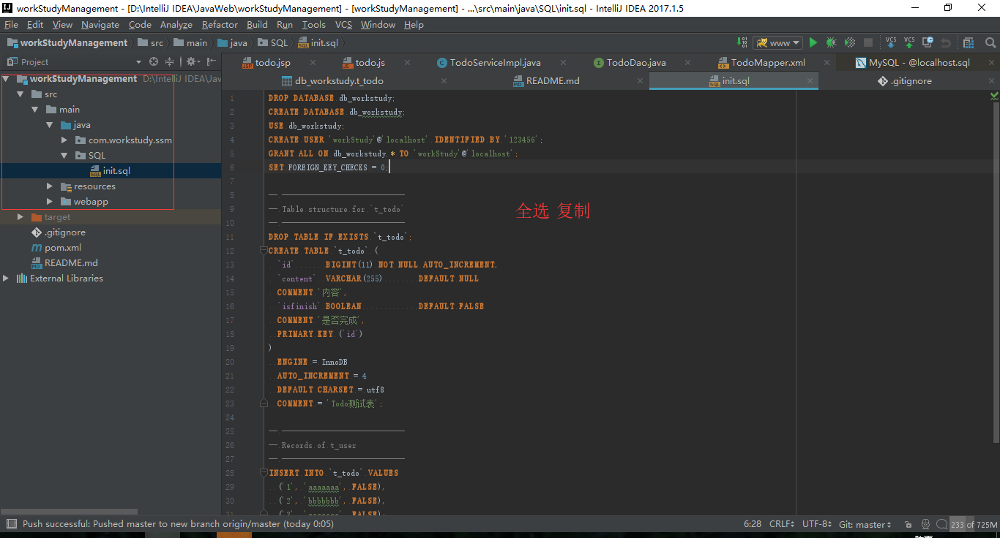 workStudyManagement - [D:\IntelliJ IDEA\JavaWeb\workStudyManagement] - [workStudyManagement] - ...\src\main\java\SQL\init.sql - IntelliJ IDEA 2017.1.5
File Edit View Navigate Code Analyze Refactor Build Run Tools VCS Window Help
workStudyManagement src main java SQL init.sql www VCS VCS
Project
todo.jsp todo.js TodoServiceImpl.java TodoDao.java TodoMapper.xml MySQL - @localhost.sql
db_workstudy.t_todo README.md init.sql .gitignore
workStudyManagement D:\IntelliJ IDEA\Jav
src
main
java
com.workstudy.ssm
SQL
init.sql
resources
webapp
target
.gitignore
pom.xml
README.md
External Libraries
1 DROP DATABASE db_workstudy;
2 CREATE DATABASE db_workstudy;
3 USE db_workstudy;
4 CREATE USER 'workStudy'@'localhost' IDENTIFIED BY '123456';
5 GRANT ALL ON db_workstudy.* TO 'workStudy'@'localhost';
6 SET FOREIGN_KEY_CHECKS = 0;
7
8 -- ----------------------------
9 -- Table structure for `t_todo`
10 -- ----------------------------
11 DROP TABLE IF EXISTS `t_todo`;
12 CREATE TABLE `t_todo` (
13 `id` BIGINT(11) NOT NULL AUTO_INCREMENT,
14 `content` VARCHAR(255) DEFAULT NULL
15 COMMENT '内容',
16 `isfinish` BOOLEAN DEFAULT FALSE
17 COMMENT '是否完成',
18 PRIMARY KEY (`id`)
19 )
20 ENGINE = InnoDB
21 AUTO_INCREMENT = 4
22 DEFAULT CHARSET = utf8
23 COMMENT = 'Todo测试表';
24
25 -- ----------------------------
26 -- Records of t_user
27 -- ----------------------------
28 INSERT INTO `t_todo` VALUES
29 ('1', 'aaaaaaa', FALSE),
30 ('2', 'bbbbbbb', FALSE),
全选 复制
Push successful: Pushed master to new branch origin/master (today 0:05) 6:28 CRLF UTF-8 Git: master 233 of 725M